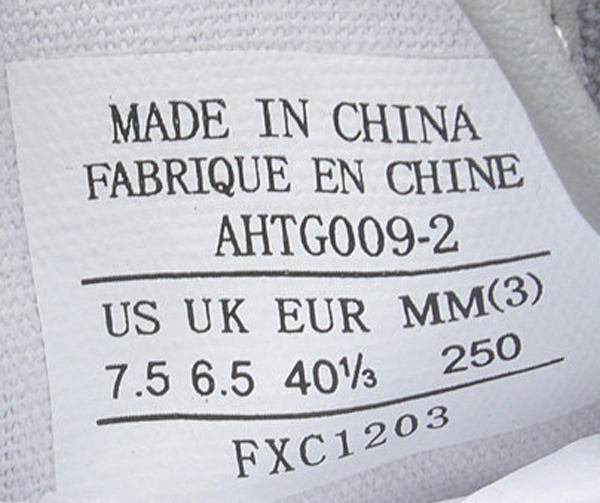 MADE IN CHINA
FABRIQUE EN CHINE
AHTG009-2
US UK EUR MM(3)
7.5 6.5 40⅓ 250
FXC1203